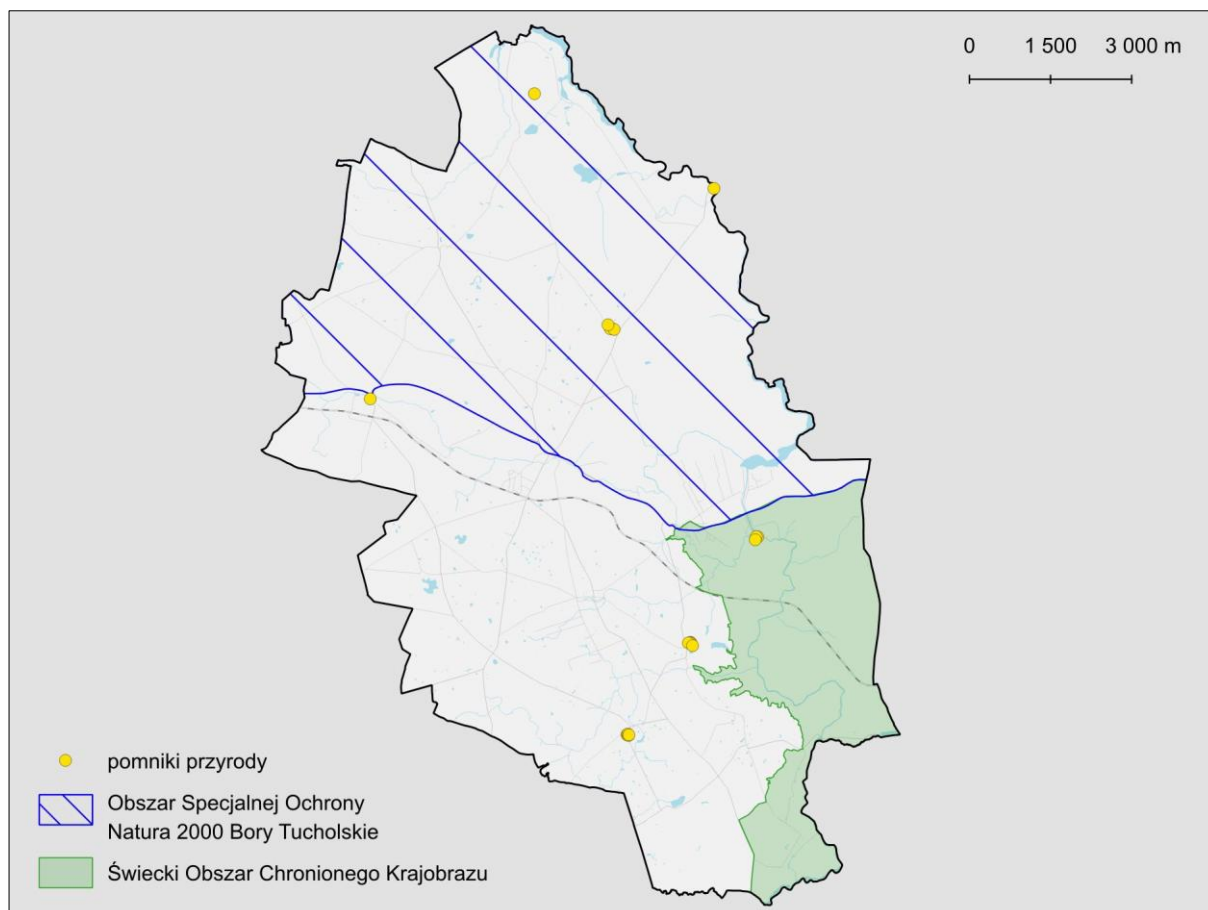 0 1 500 3 000 m
pomniki przyrody
Obszar Specjalnej Ochrony
Natura 2000 Bory Tucholskie
Świecki Obszar Chronionego Krajobrazu